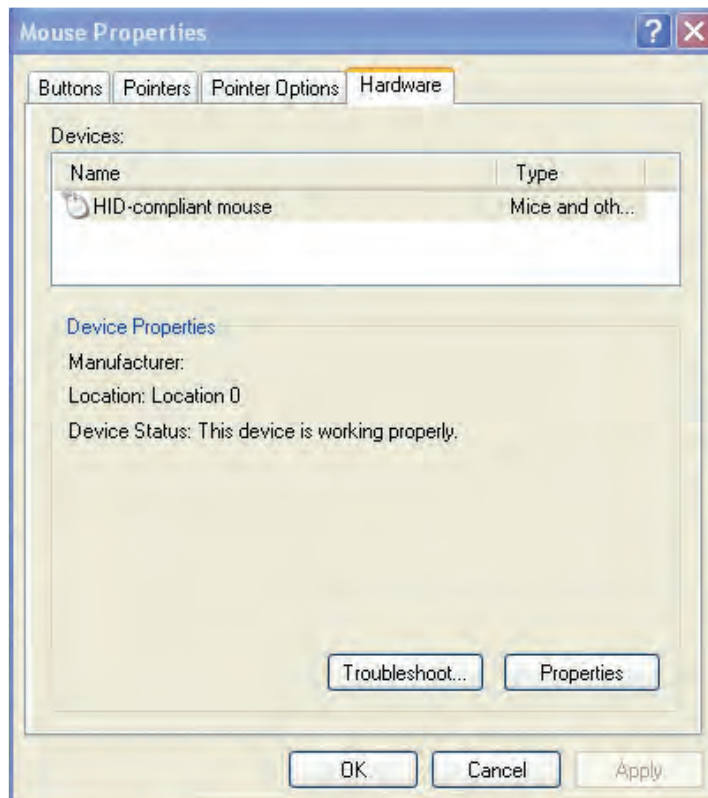 Mouse Properties
?
Buttons Pointers Pointer Options Hardware
Devices:
Name Type
HID-compliant mouse Mice and oth...
Device Properties
Manufacturer:
Location: Location 0
Device Status: This device is working properly.
Troubleshoot... Properties
OK Cancel Apply